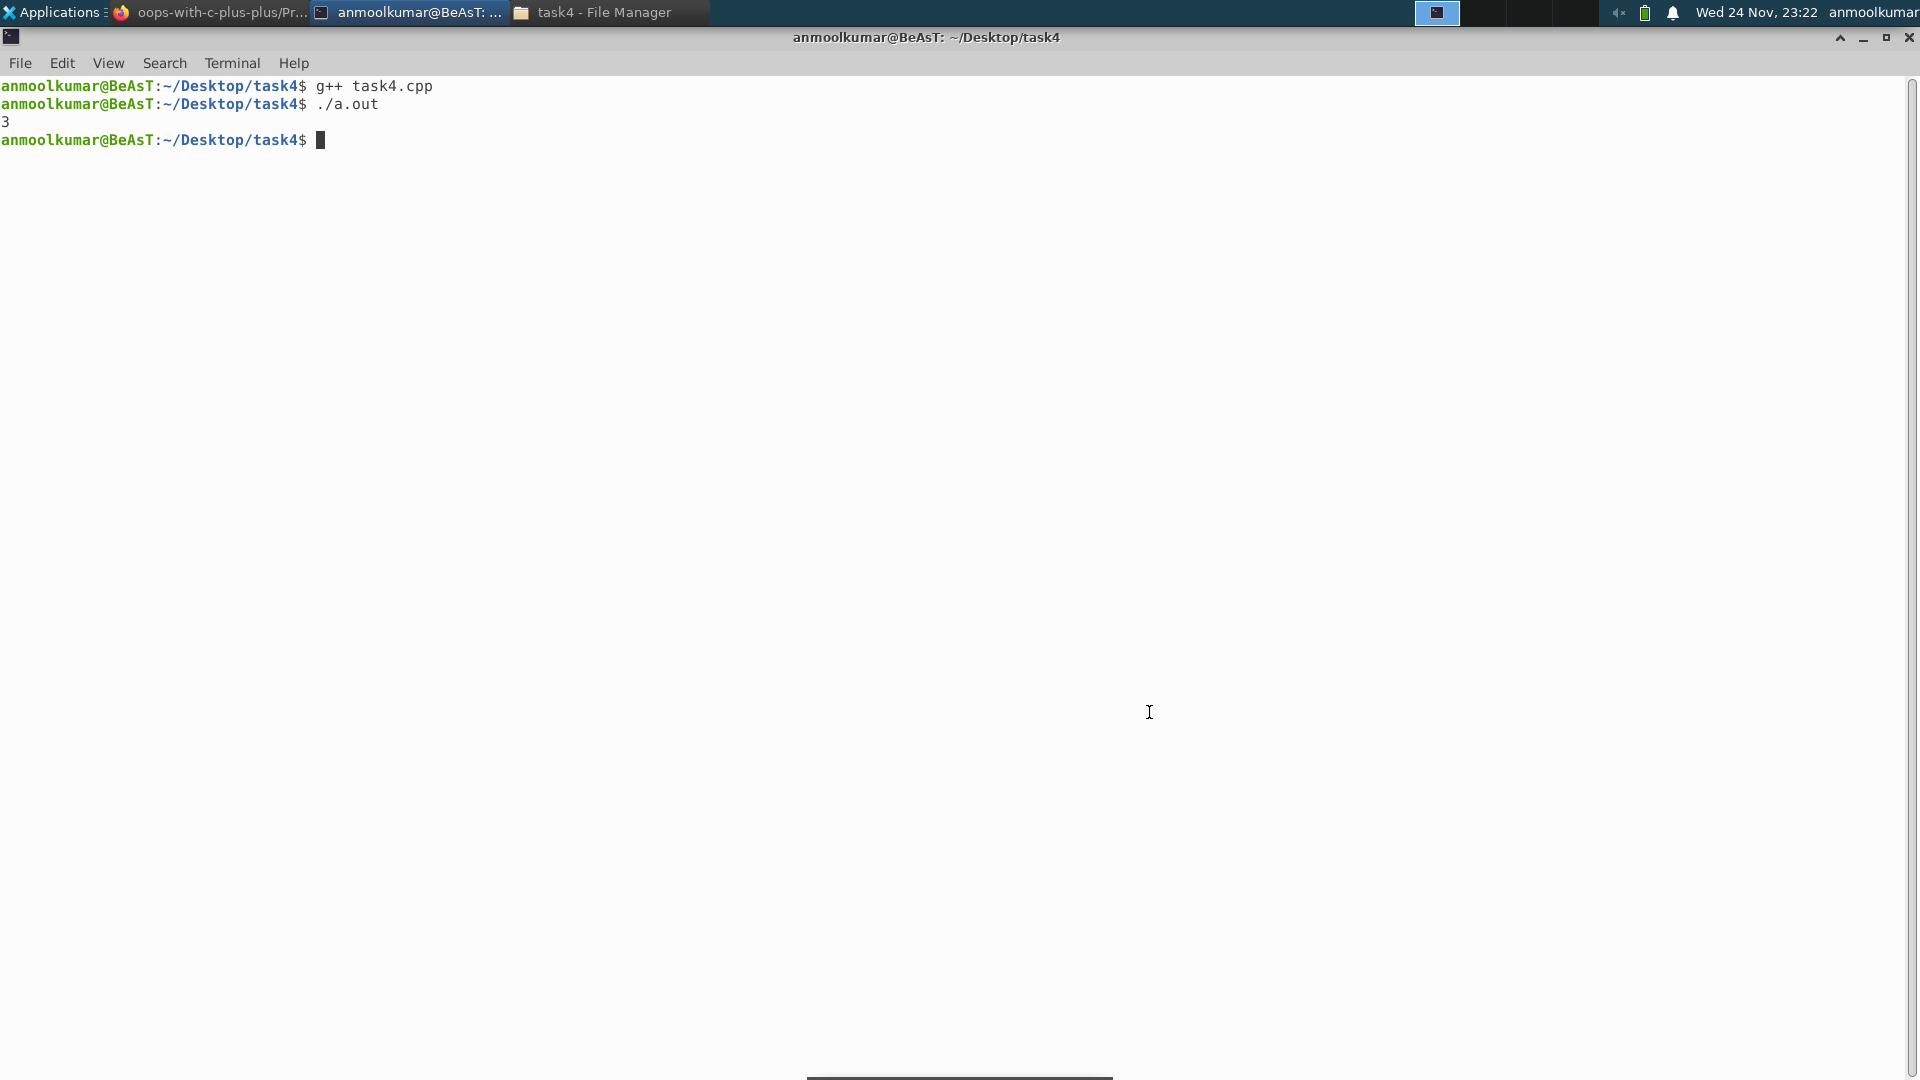 Applications oops-with-c-plus-plus/Pr... anmoolkumar@BeAsT: ... task4 - File Manager Wed 24 Nov, 23:22 anmoolkumar
anmoolkumar@BeAsT: ~/Desktop/task4
File Edit View Search Terminal Help
anmoolkumar@BeAsT:~/Desktop/task4$ g++ task4.cpp
anmoolkumar@BeAsT:~/Desktop/task4$ ./a.out
3
anmoolkumar@BeAsT:~/Desktop/task4$